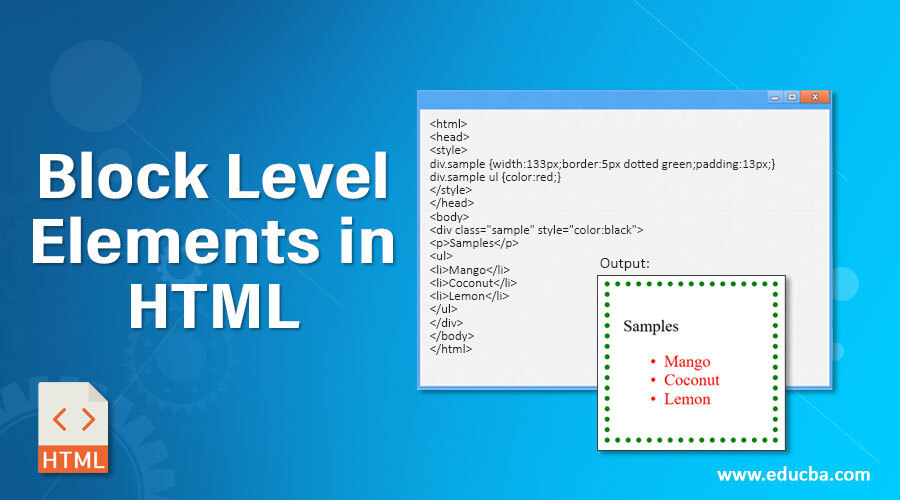 Block Level
Elements in
HTML
<html>
<head>
<style>
div.sample {width:133px;border:5px dotted green;padding:13px;}
div.sample ul {color:red;}
</style>
</head>
<body>
<div class="sample" style="color:black">
<p>Samples</p>
<ul>
<li>Mango</li>
<li>Coconut</li>
<li>Lemon</li>
</ul>
</div>
</body>
</html>
Output:
Samples
• Mango
• Coconut
• Lemon
HTML
www.educba.com